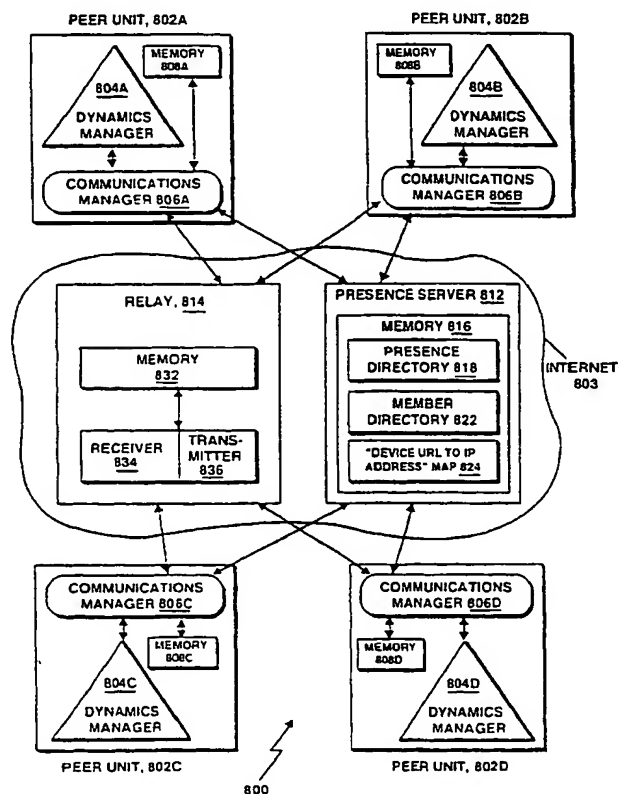 PEER UNIT, 802A
PEER UNIT, 802B
804A
DYNAMICS
MANAGER
MEMORY
808A
COMMUNICATIONS
MANAGER 806A
MEMORY
808B
804B
DYNAMICS
MANAGER
COMMUNICATIONS
MANAGER 806B
RELAY, 814
MEMORY
832
RECEIVER
834
TRANS-
MITTER
836
PRESENCE SERVER 812
MEMORY 816
PRESENCE
DIRECTORY 818
MEMBER
DIRECTORY 822
"DEVICE URL TO IP
ADDRESS" MAP 824
INTERNET
803
COMMUNICATIONS
MANAGER 806C
MEMORY
808C
804C
DYNAMICS
MANAGER
PEER UNIT, 802C
COMMUNICATIONS
MANAGER 806D
MEMORY
808D
804D
DYNAMICS
MANAGER
PEER UNIT, 802D
800